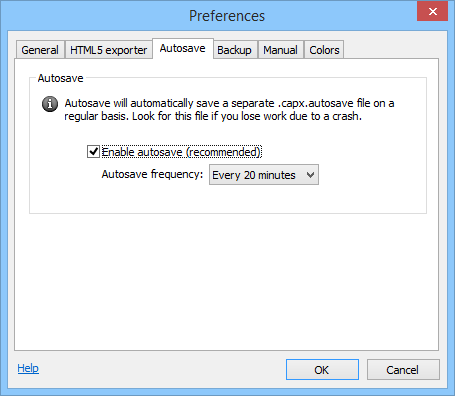 Preferences
General HTML5 exporter Autosave Backup Manual Colors
Autosave
Autosave will automatically save a separate .capx.autosave file on a
regular basis. Look for this file if you lose work due to a crash.
Enable autosave (recommended)
Autosave frequency: Every 20 minutes
Help OK Cancel